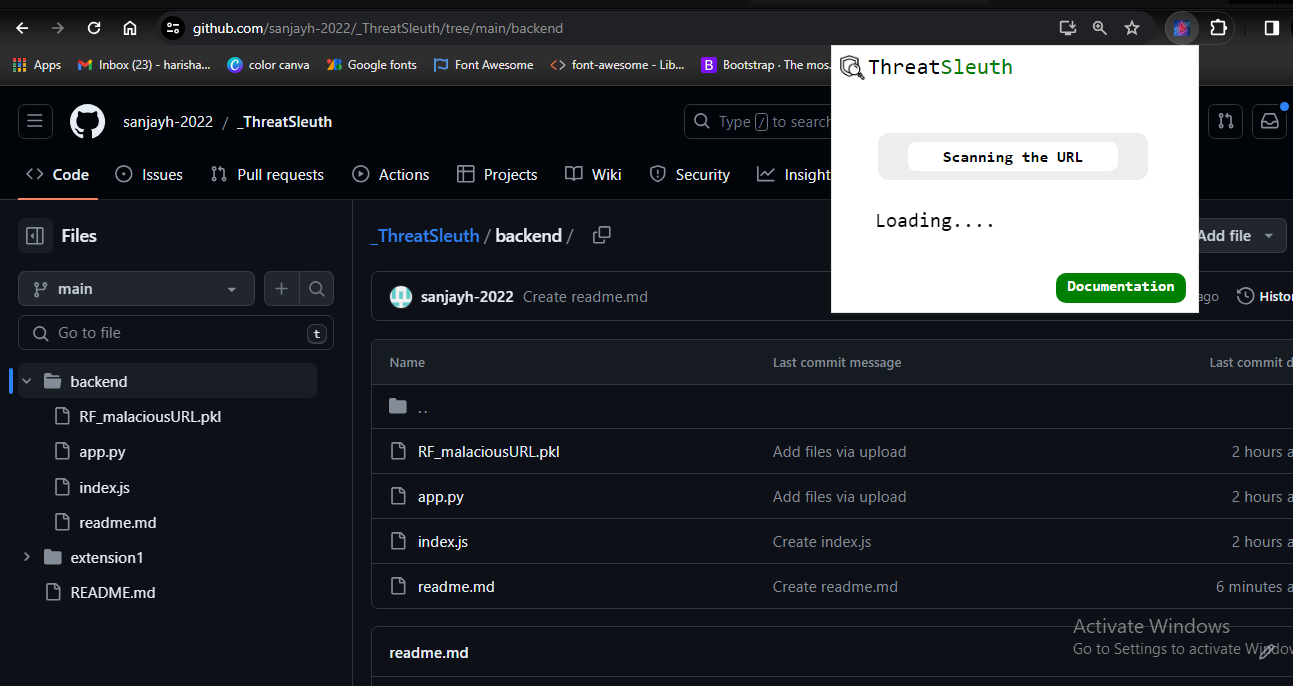 github.com/sanjayh-2022/_ThreatSleuth/tree/main/backend
Apps
Inbox (23) - harisha...
color canva
Google fonts
Font Awesome
font-awesome - Lib...
Bootstrap · The mos...
ThreatSleuth
Scanning the URL
Loading....
Documentation
sanjayh-2022 / _ThreatSleuth
Type / to search
Code
Issues
Pull requests
Actions
Projects
Wiki
Security
Insight
Files
main
Go to file
t
backend
RF_malaciousURL.pkl
app.py
index.js
readme.md
extension1
README.md
_ThreatSleuth / backend /
Add file
sanjayh-2022 Create readme.md
ago
Histor
Name Last commit message Last commit d
..
RF_malaciousURL.pkl Add files via upload 2 hours a
app.py Add files via upload 2 hours a
index.js Create index.js 2 hours a
readme.md Create readme.md 6 minutes a
readme.md
Activate Windows
Go to Settings to activate Window